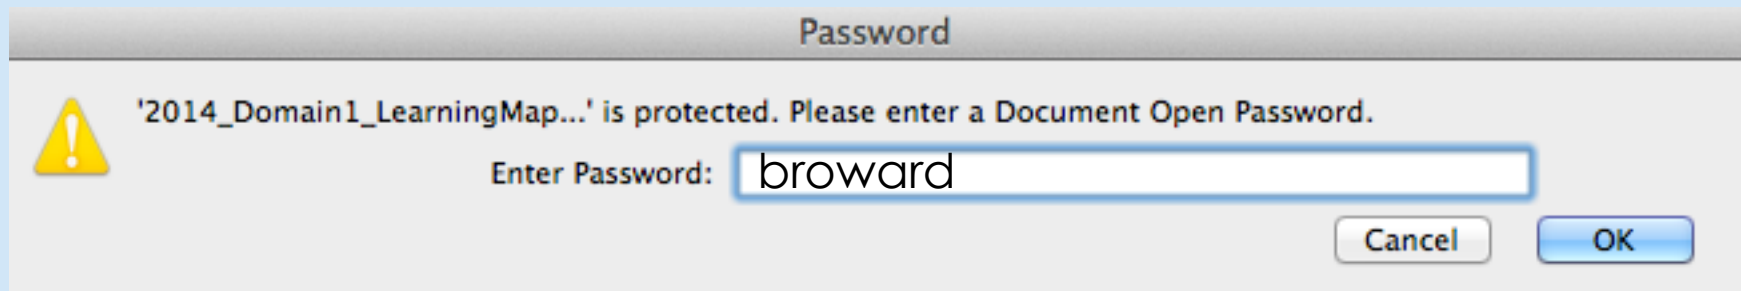 Password
'2014_Domain1_LearningMap...' is protected. Please enter a Document Open Password.
Enter Password: broward
Cancel OK